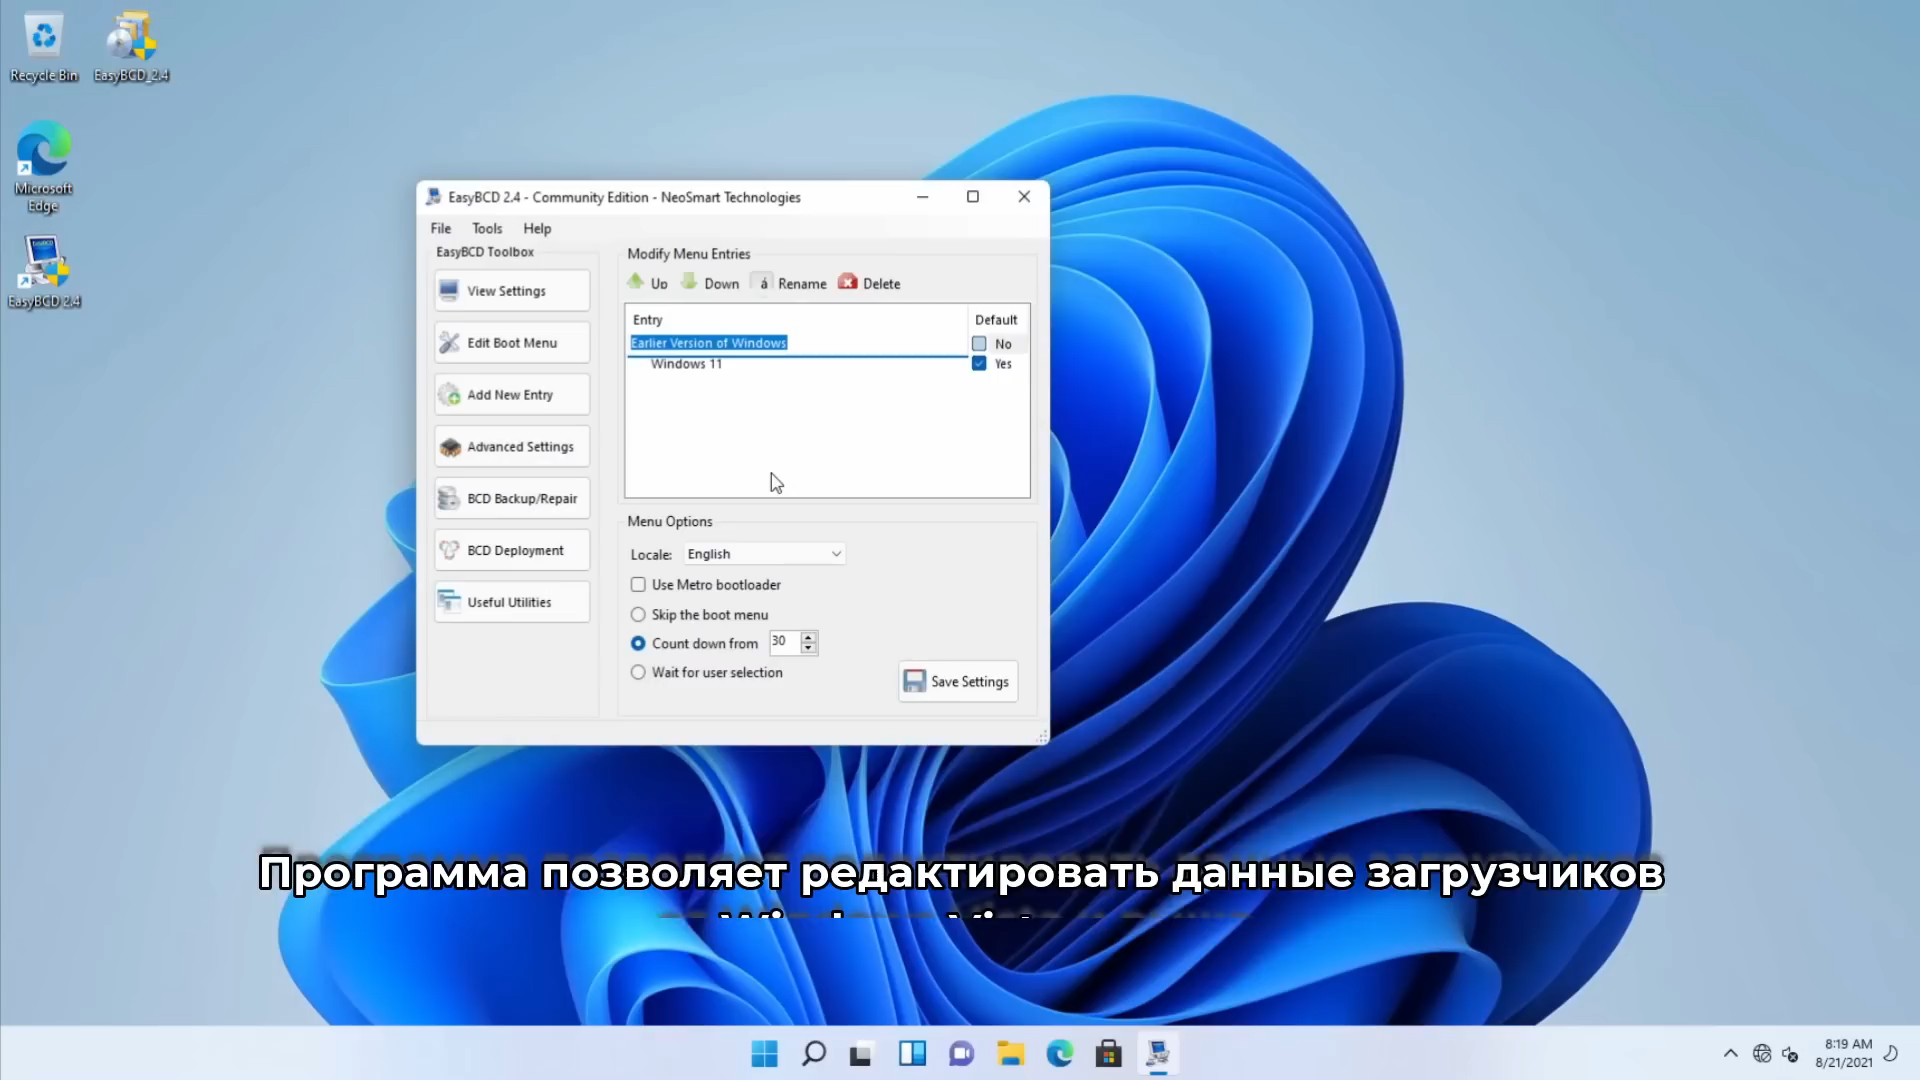 Recycle Bin
EasyBCD_2.4
Microsoft
Edge
EasyBCD 2.4
EasyBCD 2.4 - Community Edition - NeoSmart Technologies
File Tools Help
EasyBCD Toolbox
View Settings
Edit Boot Menu
Add New Entry
Advanced Settings
BCD Backup/Repair
BCD Deployment
Useful Utilities
Modify Menu Entries
Up Down á Rename Delete
Entry Default
Earlier Version of Windows No
Windows 11 Yes
Menu Options
Locale: English
Use Metro bootloader
Skip the boot menu
Count down from 30
Wait for user selection
Save Settings
Программа позволяет редактировать данные загрузчиков
8:19 AM
8/21/2021